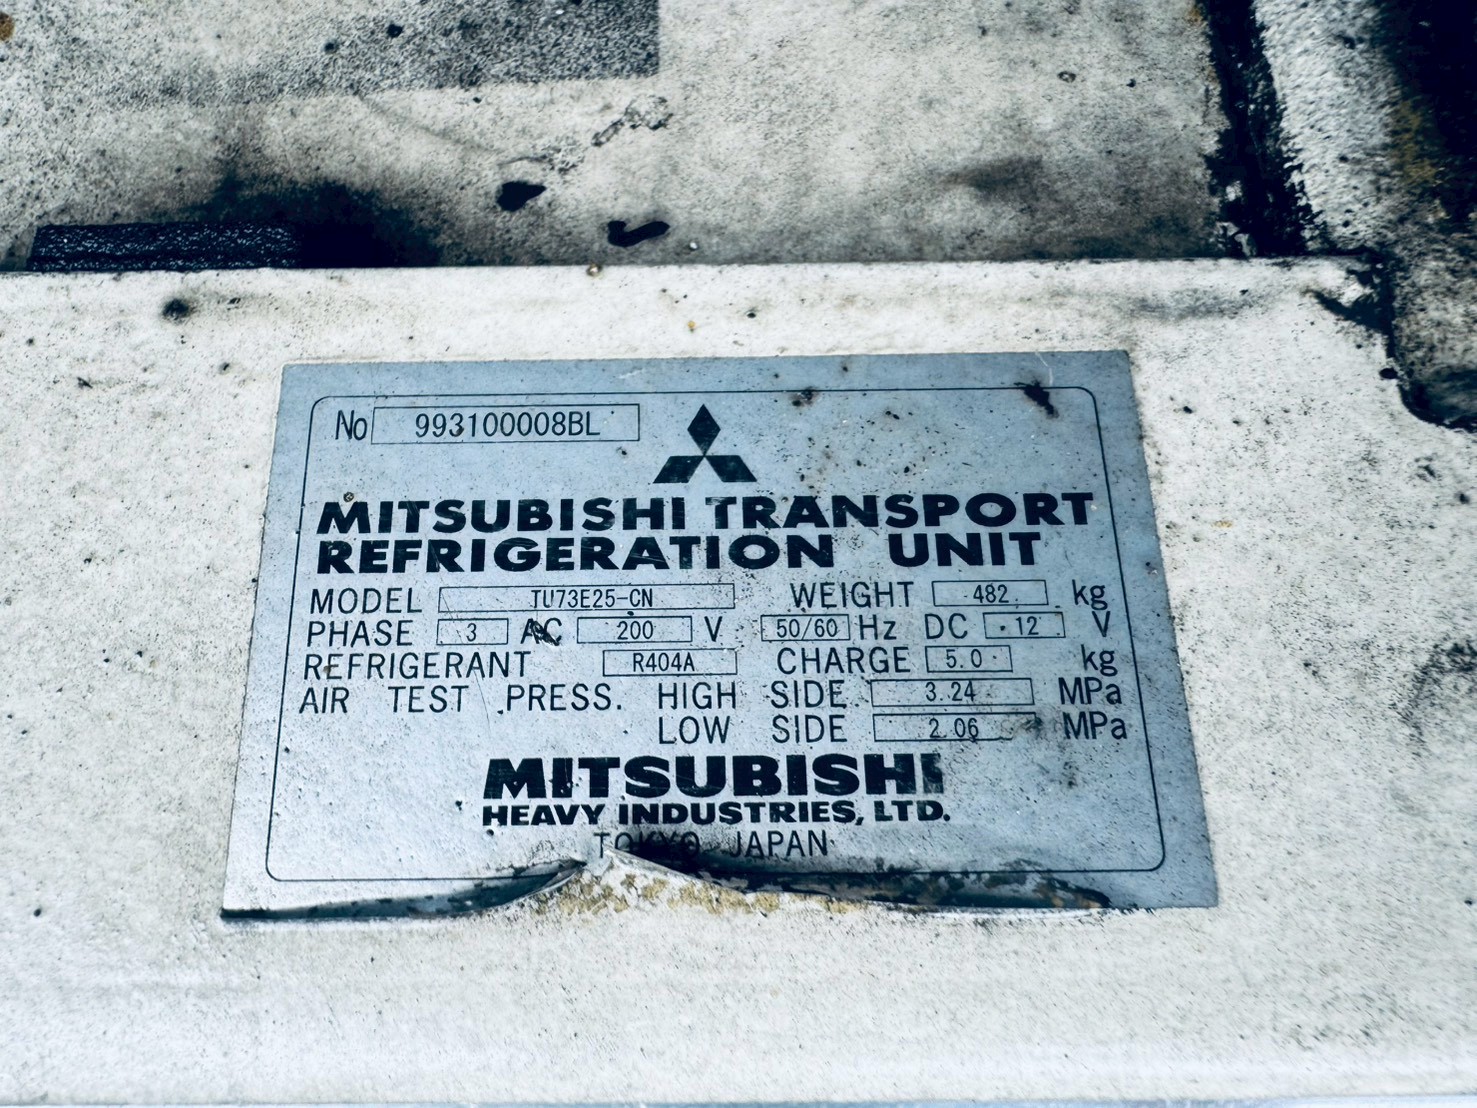 No 993100008BL
MITSUBISHI TRANSPORT
REFRIGERATION UNIT
MODEL TU73E25-CN WEIGHT 482 kg
PHASE 3 AC 200 V 50/60 Hz DC 12 V
REFRIGERANT R404A CHARGE 5.0 kg
AIR TEST PRESS. HIGH SIDE 3.24 MPa
LOW SIDE 2.06 MPa
MITSUBISHI
HEAVY INDUSTRIES, LTD.
TOKYO JAPAN